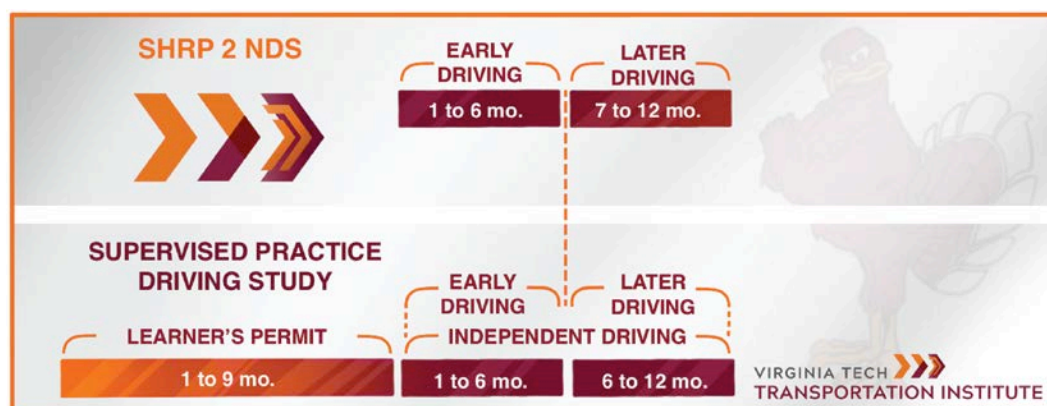 SHRP 2 NDS
EARLY
DRIVING
LATER
DRIVING
1 to 6 mo.
7 to 12 mo.
SUPERVISED PRACTICE
DRIVING STUDY
EARLY
DRIVING
LATER
DRIVING
LEARNER'S PERMIT
INDEPENDENT DRIVING
1 to 9 mo.
1 to 6 mo.
6 to 12 mo.
VIRGINIA TECH
TRANSPORTATION INSTITUTE